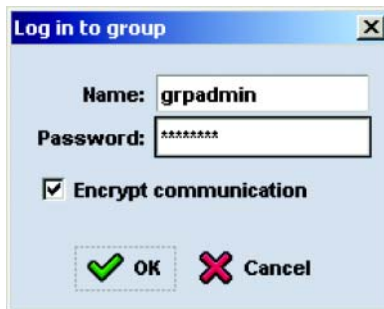 Log in to group
Name: grpadmin
Password: ********
Encrypt communication
OK Cancel